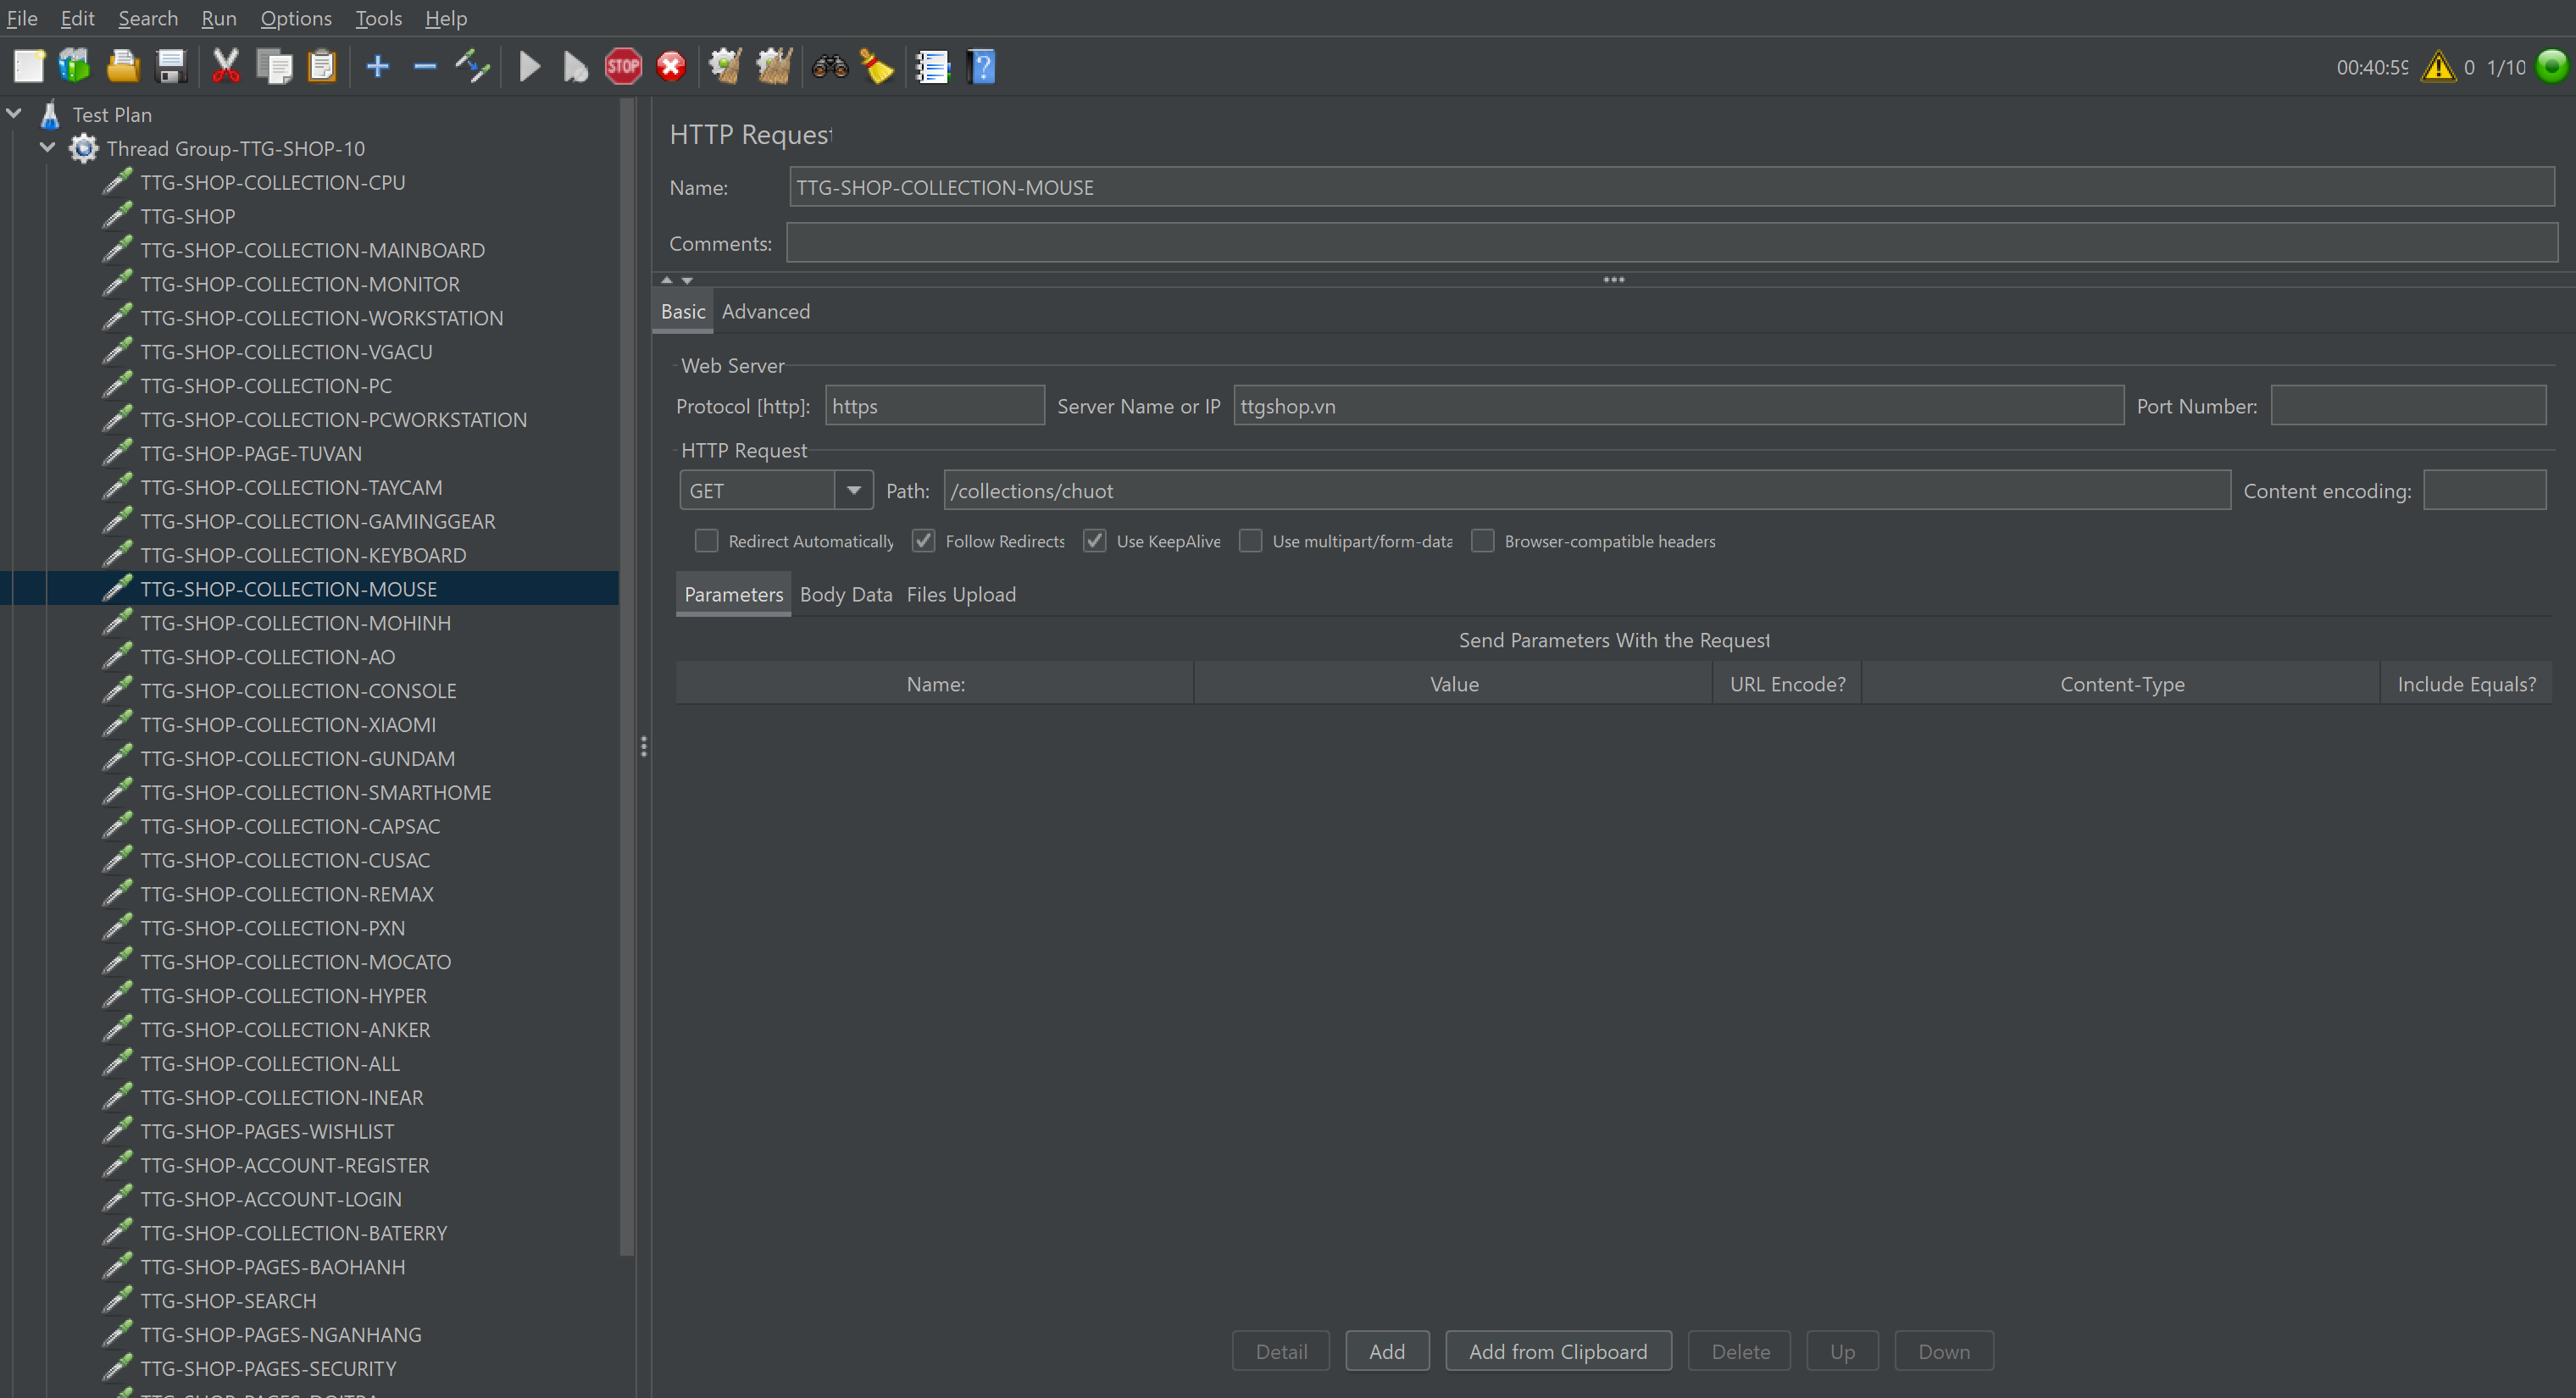 File Edit Search Run Options Tools Help
STOP
00:40:59 0 1/10
Test Plan
Thread Group-TTG-SHOP-10
TTG-SHOP-COLLECTION-CPU
TTG-SHOP
TTG-SHOP-COLLECTION-MAINBOARD
TTG-SHOP-COLLECTION-MONITOR
TTG-SHOP-COLLECTION-WORKSTATION
TTG-SHOP-COLLECTION-VGACU
TTG-SHOP-COLLECTION-PC
TTG-SHOP-COLLECTION-PCWORKSTATION
TTG-SHOP-PAGE-TUVAN
TTG-SHOP-COLLECTION-TAYCAM
TTG-SHOP-COLLECTION-GAMINGGEAR
TTG-SHOP-COLLECTION-KEYBOARD
TTG-SHOP-COLLECTION-MOUSE
TTG-SHOP-COLLECTION-MOHINH
TTG-SHOP-COLLECTION-AO
TTG-SHOP-COLLECTION-CONSOLE
TTG-SHOP-COLLECTION-XIAOMI
TTG-SHOP-COLLECTION-GUNDAM
TTG-SHOP-COLLECTION-SMARTHOME
TTG-SHOP-COLLECTION-CAPSAC
TTG-SHOP-COLLECTION-CUSAC
TTG-SHOP-COLLECTION-REMAX
TTG-SHOP-COLLECTION-PXN
TTG-SHOP-COLLECTION-MOCATO
TTG-SHOP-COLLECTION-HYPER
TTG-SHOP-COLLECTION-ANKER
TTG-SHOP-COLLECTION-ALL
TTG-SHOP-COLLECTION-INEAR
TTG-SHOP-PAGES-WISHLIST
TTG-SHOP-ACCOUNT-REGISTER
TTG-SHOP-ACCOUNT-LOGIN
TTG-SHOP-COLLECTION-BATERRY
TTG-SHOP-PAGES-BAOHANH
TTG-SHOP-SEARCH
TTG-SHOP-PAGES-NGANHANG
TTG-SHOP-PAGES-SECURITY
HTTP Request
Name: TTG-SHOP-COLLECTION-MOUSE
Comments:
Basic Advanced
Web Server
Protocol [http]: https Server Name or IP ttgshop.vn Port Number:
HTTP Request
GET Path: /collections/chuot Content encoding:
Redirect Automatically Follow Redirects Use KeepAlive Use multipart/form-data Browser-compatible headers
Parameters Body Data Files Upload
Send Parameters With the Request
Name: Value URL Encode? Content-Type Include Equals?
Detail Add Add from Clipboard Delete Up Down